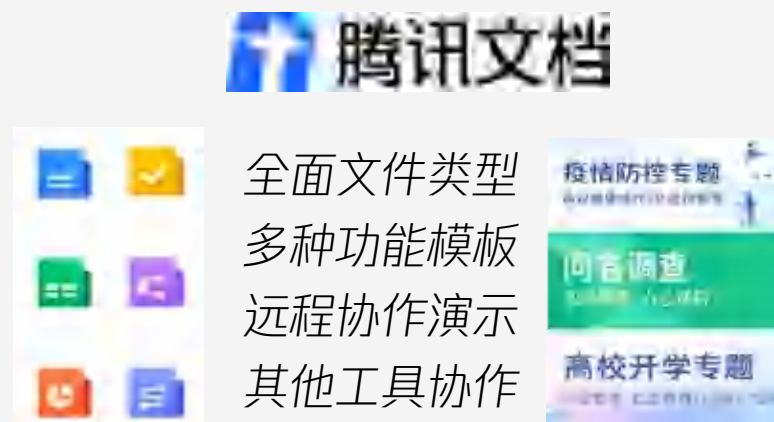 腾讯文档
全面文件类型
多种功能模板
远程协作演示
其他工具协作
疫情防控专题
问答调查
高校开学专题